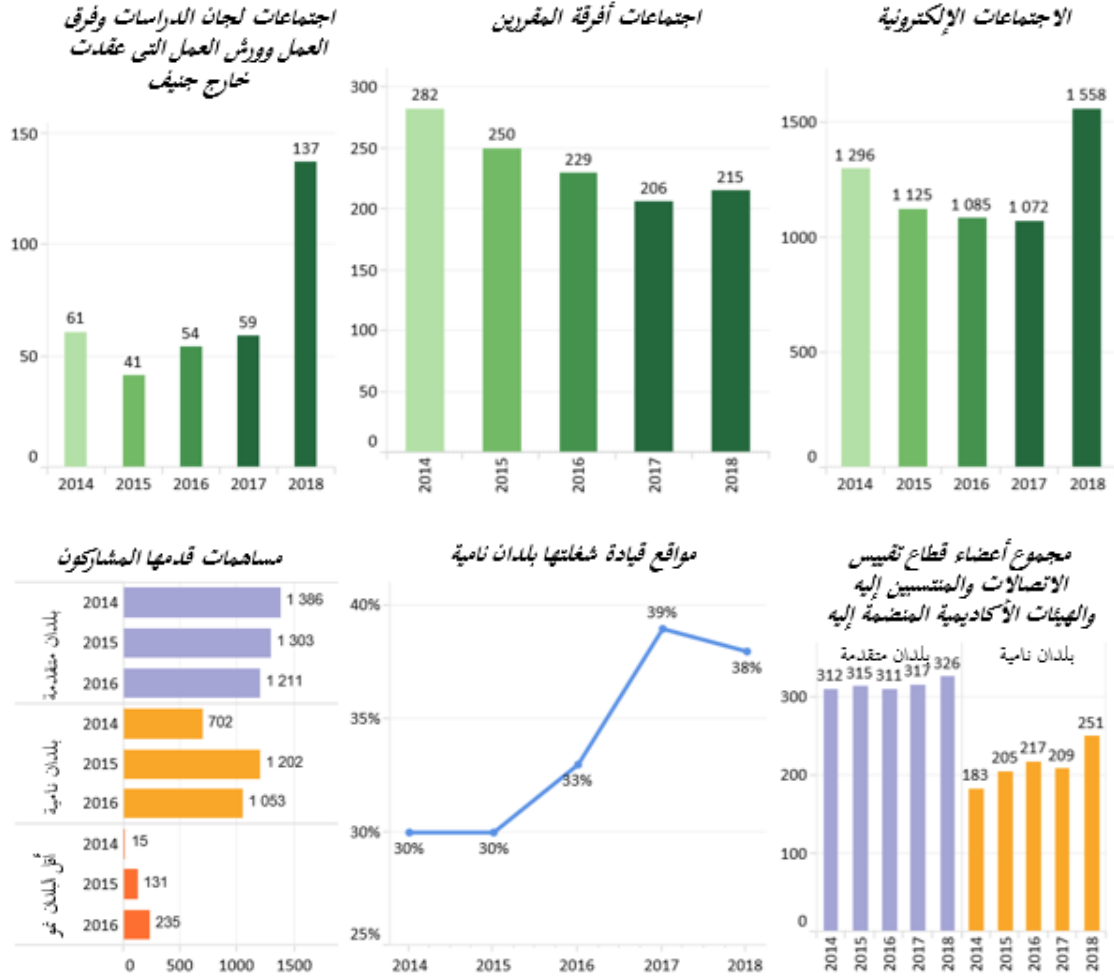 اجتماعات لجان الدراسات وفرق
العمل وورش العمل التي عقدت
خارج جنيف
150
100
50
0
61
41
54
59
137
2014 2015 2016 2017 2018
اجتماعات أفرقة المقررين
300
250
200
150
100
50
0
282
250
229
206
215
2014 2015 2016 2017 2018
الاجتماعات الإلكترونية
1500
1000
500
0
1 296
1 125
1 085
1 072
1 558
2014 2015 2016 2017 2018
مساهمات قدمها المشاركون
بلدان متقدمة
2014 1 386
2015 1 303
2016 1 211
بلدان نامية
2014 702
2015 1 202
2016 1 053
أقل البلدان نمو
2014 15
2015 131
2016 235
0 500 1000 1500
مواقع قيادة شغلتها بلدان نامية
40%
35%
30%
25%
30%
30%
33%
39%
38%
2014 2015 2016 2017 2018
مجموع أعضاء قطاع تقييس
الاتصالات والمنتسبين إليه
والهيئات الأكاديمية المنضمة إليه
بلدان متقدمة
بلدان نامية
300
200
100
0
312 315 311 317 326
183 205 217 209 251
2014 2015 2016 2017 2018 2014 2015 2016 2017 2018